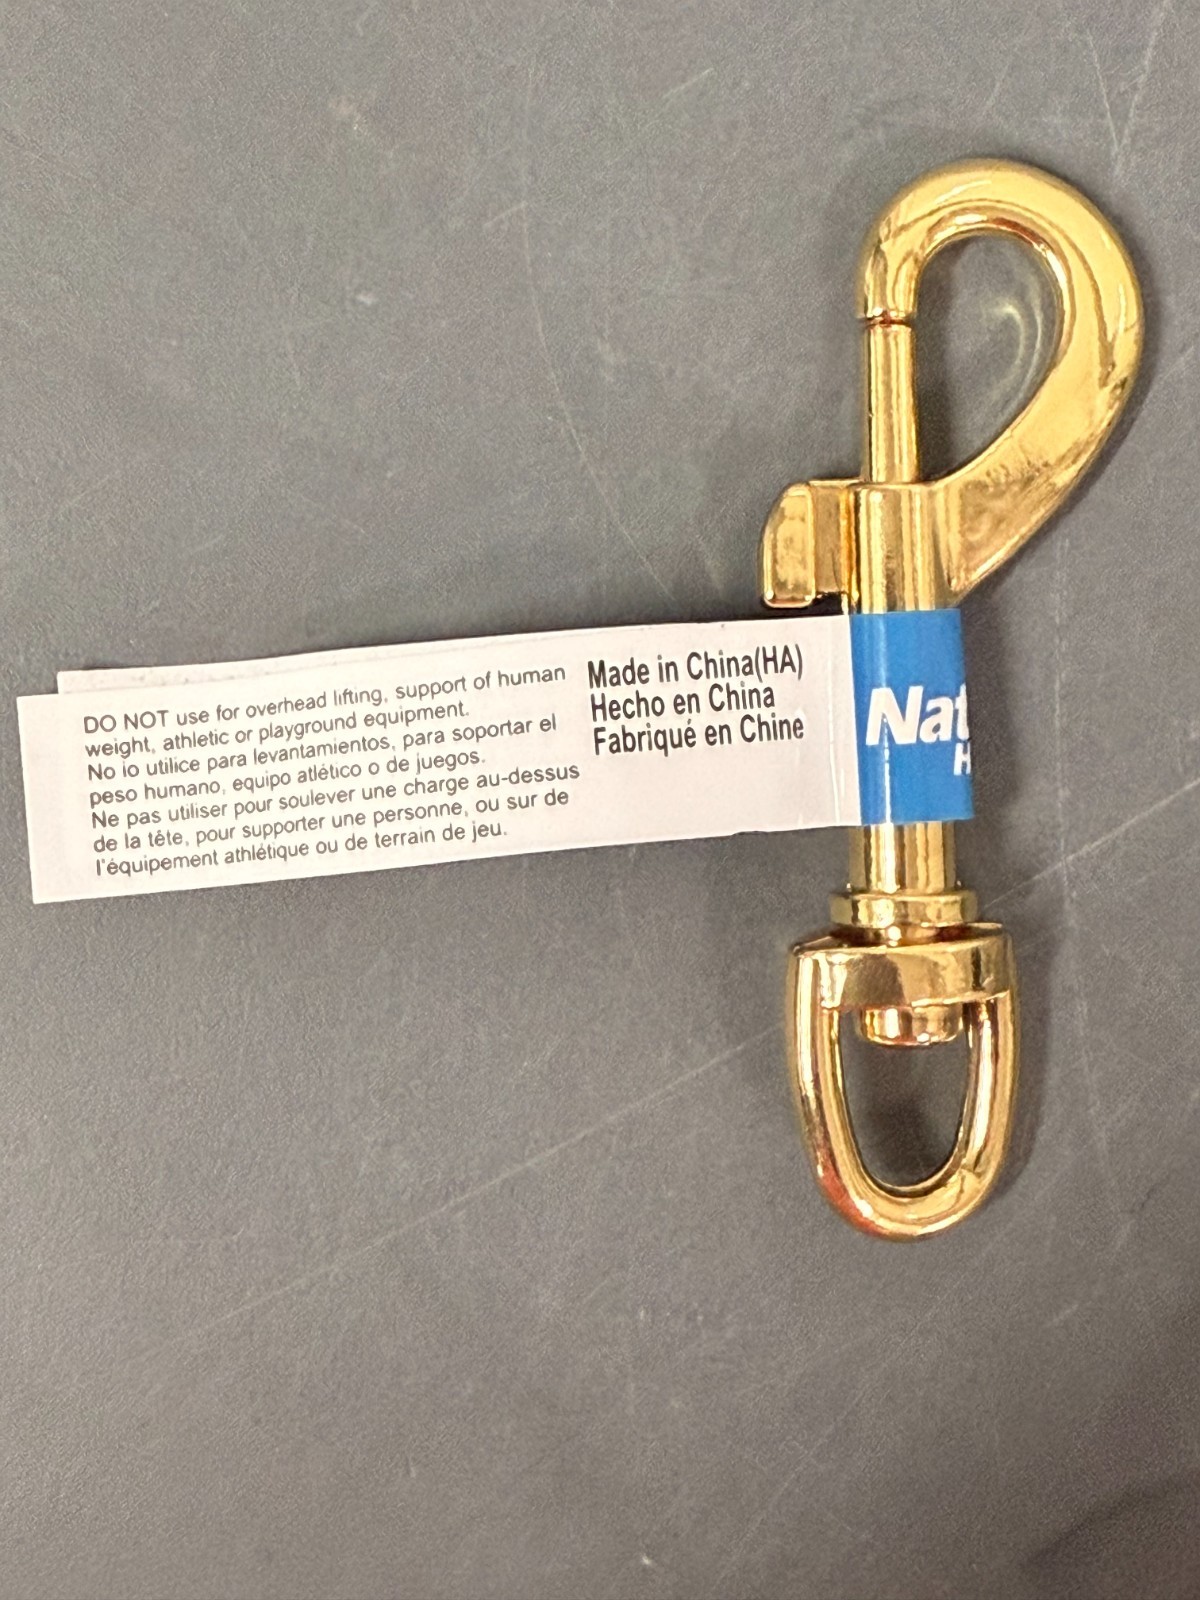 DO NOT use for overhead lifting, support of human
weight, athletic or playground equipment.
No io utilice para levantamientos, para soportar el
peso humano, equipo atlético o de juegos.
Ne pas utiliser pour soulever une charge au-dessus
de la tête, pour supporter une personne, ou sur de
l'équipement athlétique ou de terrain de jeu.
Made in China(HA)
Hecho en China
Fabriqué en Chine
Nat
H